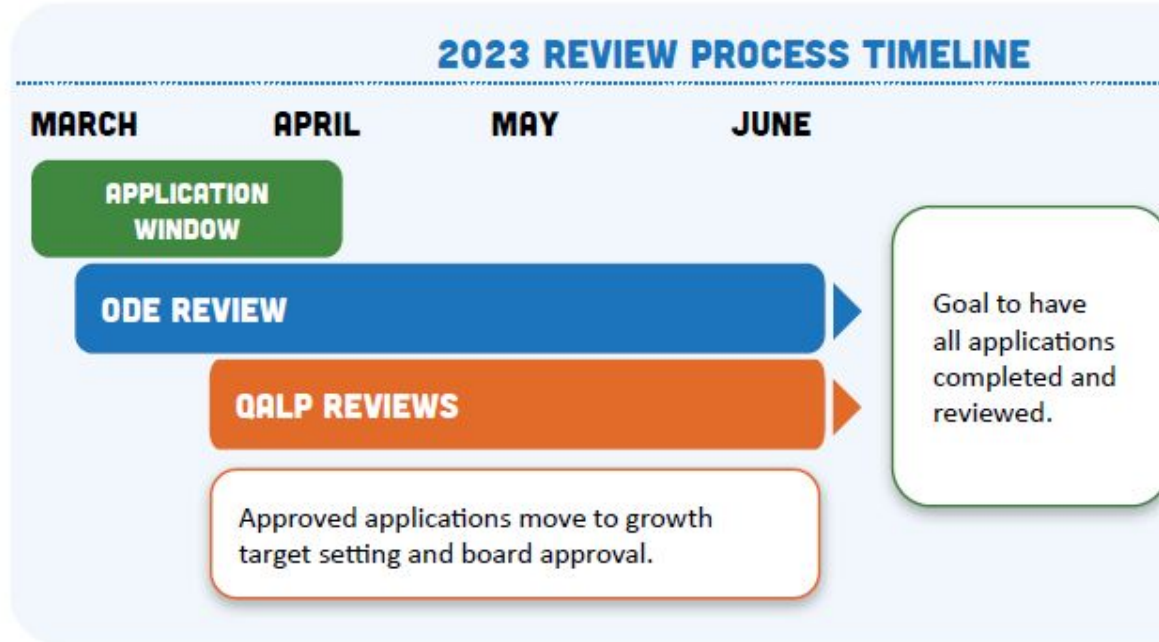 2023 REVIEW PROCESS TIMELINE
MARCH APRIL MAY JUNE
APPLICATION
WINDOW
ODE REVIEW
QALP REVIEWS
Approved applications move to growth
target setting and board approval.
Goal to have
all applications
completed and
reviewed.